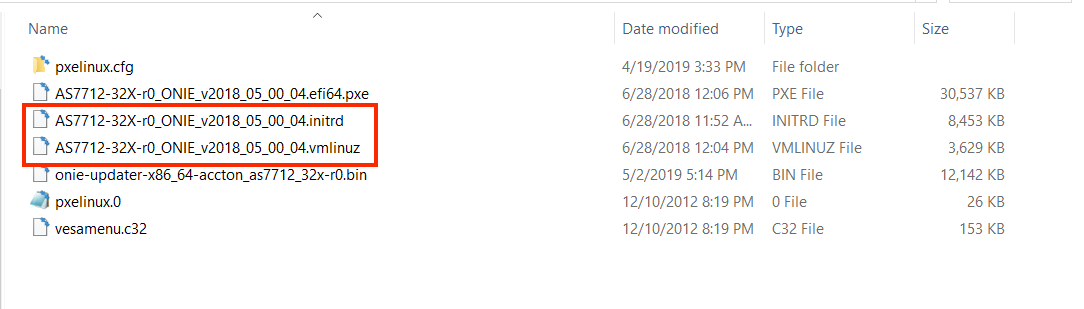 Name Date modified Type Size
pxelinux.cfg 4/19/2019 3:33 PM File folder
AS7712-32X-r0_ONIE_v2018_05_00_04.efi64.pxe 6/28/2018 12:06 PM PXE File 30,537 KB
AS7712-32X-r0_ONIE_v2018_05_00_04.initrd 6/28/2018 11:52 A... INITRD File 8,453 KB
AS7712-32X-r0_ONIE_v2018_05_00_04.vmlinuz 6/28/2018 12:04 PM VMLINUZ File 3,629 KB
onie-updater-x86_64-accton_as7712_32x-r0.bin 5/2/2019 5:14 PM BIN File 12,142 KB
pxelinux.0 12/10/2012 8:19 PM 0 File 26 KB
vesamenu.c32 12/10/2012 8:19 PM C32 File 153 KB